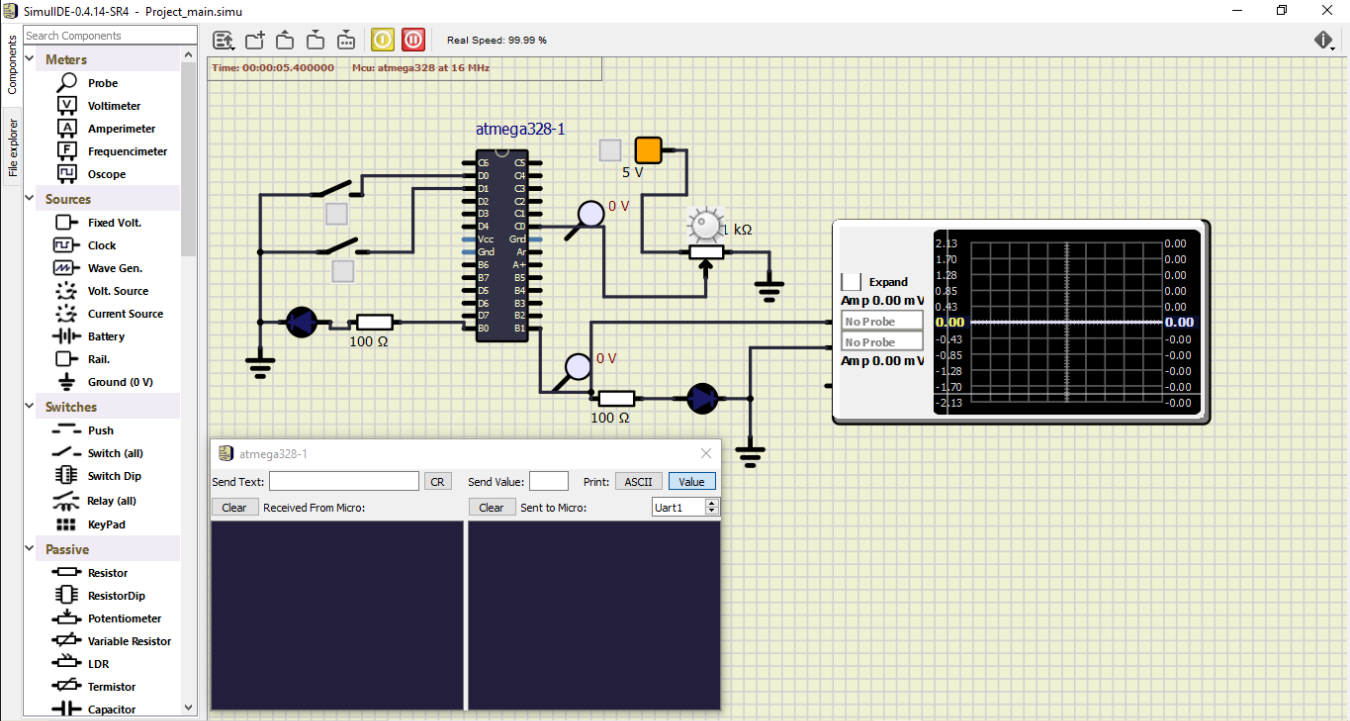 SimulIDE-0.4.14-SR4 - Project_main.simu
Components
File explorer
Search Components
Meters
Probe
Voltimeter
Amperimeter
Frequencimeter
Oscope
Sources
Fixed Volt.
Clock
Wave Gen.
Volt. Source
Current Source
Battery
Rail.
Ground (0 V)
Switches
Push
Switch (all)
Switch Dip
Relay (all)
KeyPad
Passive
Resistor
ResistorDip
Potentiometer
Variable Resistor
LDR
Termistor
Capacitor
Real Speed: 99.99 %
Time: 00:00:05.400000 Mcu: atmega328 at 16 MHz
atmega328-1
C6 C5
D0 C4
D1 C3
D2 C2
D3 C1
D4 C0
Vcc Gnd
Gnd Ar
B6 A+
B7 B5
D5 B4
D6 B3
D7 B2
B0 B1
5 V
0 V
1 kΩ
100 Ω
0 V
100 Ω
Expand
Amp 0.00 mV
No Probe
No Probe
Amp 0.00 mV
2.13 0.00
1.70 0.00
1.28 0.00
0.85 0.00
0.43 0.00
0.00 0.00
-0.43 -0.00
-0.85 -0.00
-1.28 -0.00
-1.70 -0.00
-2.13 -0.00
atmega328-1
Send Text: CR Send Value: Print: ASCII Value
Clear Received From Micro: Clear Sent to Micro: Uart1